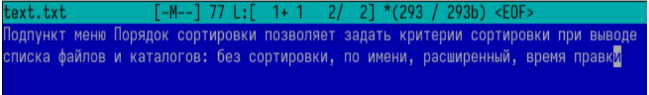 text.txt [-M--] 77 L:[ 1+ 1 2/ 2] *(293 / 293b) <EOF>
Подпункт меню Порядок сортировки позволяет задать критерии сортировки при выводе
списка файлов и каталогов: без сортировки, по имени, расширенный, время правки